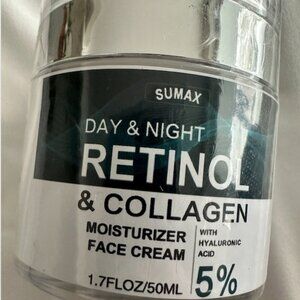 SUMAX
DAY & NIGHT
RETINOL
& COLLAGEN
MOISTURIZER
FACE CREAM
1.7FLOZ/50ML
WITH
HYALURONIC
ACID
5%